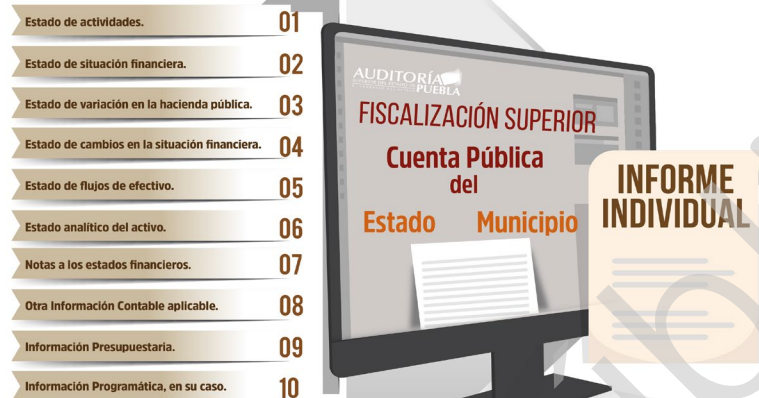 Estado de actividades. 01
Estado de situación financiera. 02
Estado de variación en la hacienda pública. 03
Estado de cambios en la situación financiera. 04
Estado de flujos de efectivo. 05
Estado analítico del activo. 06
Notas a los estados financieros. 07
Otra Información Contable aplicable. 08
Información Presupuestaria. 09
Información Programática, en su caso. 10
AUDITORÍA
PUEBLA
FISCALIZACIÓN SUPERIOR
Cuenta Pública
del
Estado Municipio
INFORME
INDIVIDUAL